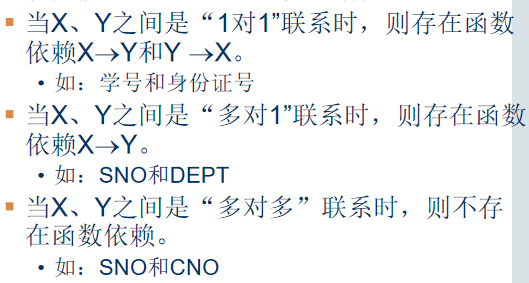 ▪ 当X、Y之间是“1对1”联系时，则存在函数
依赖X→Y和Y →X。
• 如：学号和身份证号
▪ 当X、Y之间是“多对1”联系时，则存在函数
依赖X→Y。
• 如：SNO和DEPT
▪ 当X、Y之间是“多对多”联系时，则不存
在函数依赖。
• 如：SNO和CNO